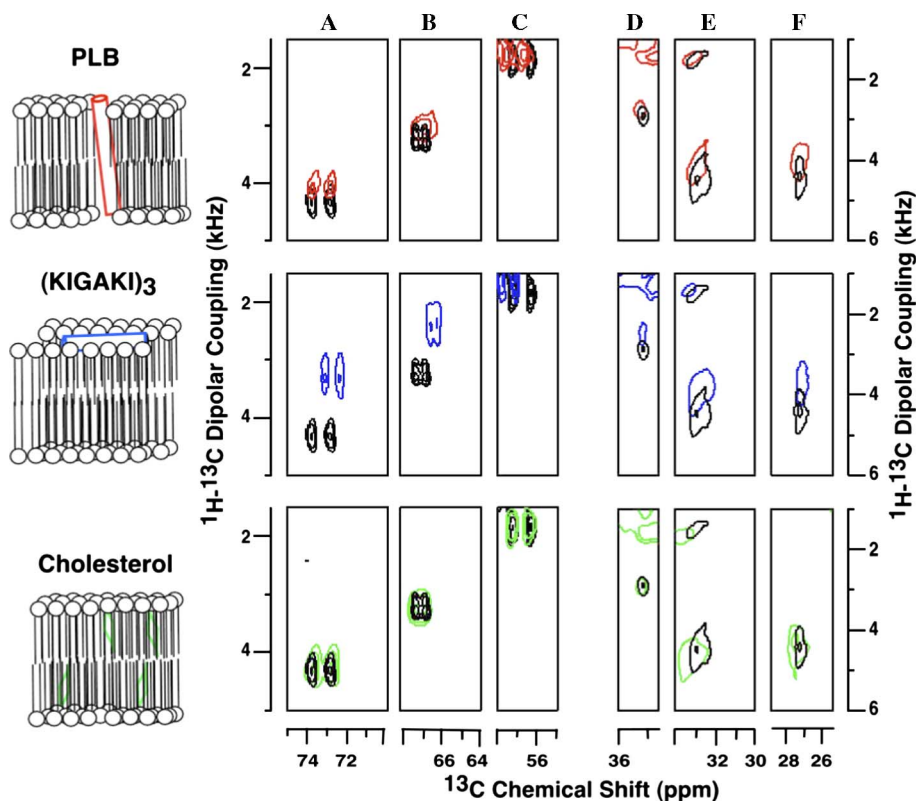 A B C D E F
PLB
2
4
2
4
6
(KIGAKI)3
2
4
2
4
6
Cholesterol
2
4
2
4
6
¹H-¹³C Dipolar Coupling (kHz)
¹H-¹³C Dipolar Coupling (kHz)
74 72 66 64 56 36 32 30 28 26
¹³C Chemical Shift (ppm)